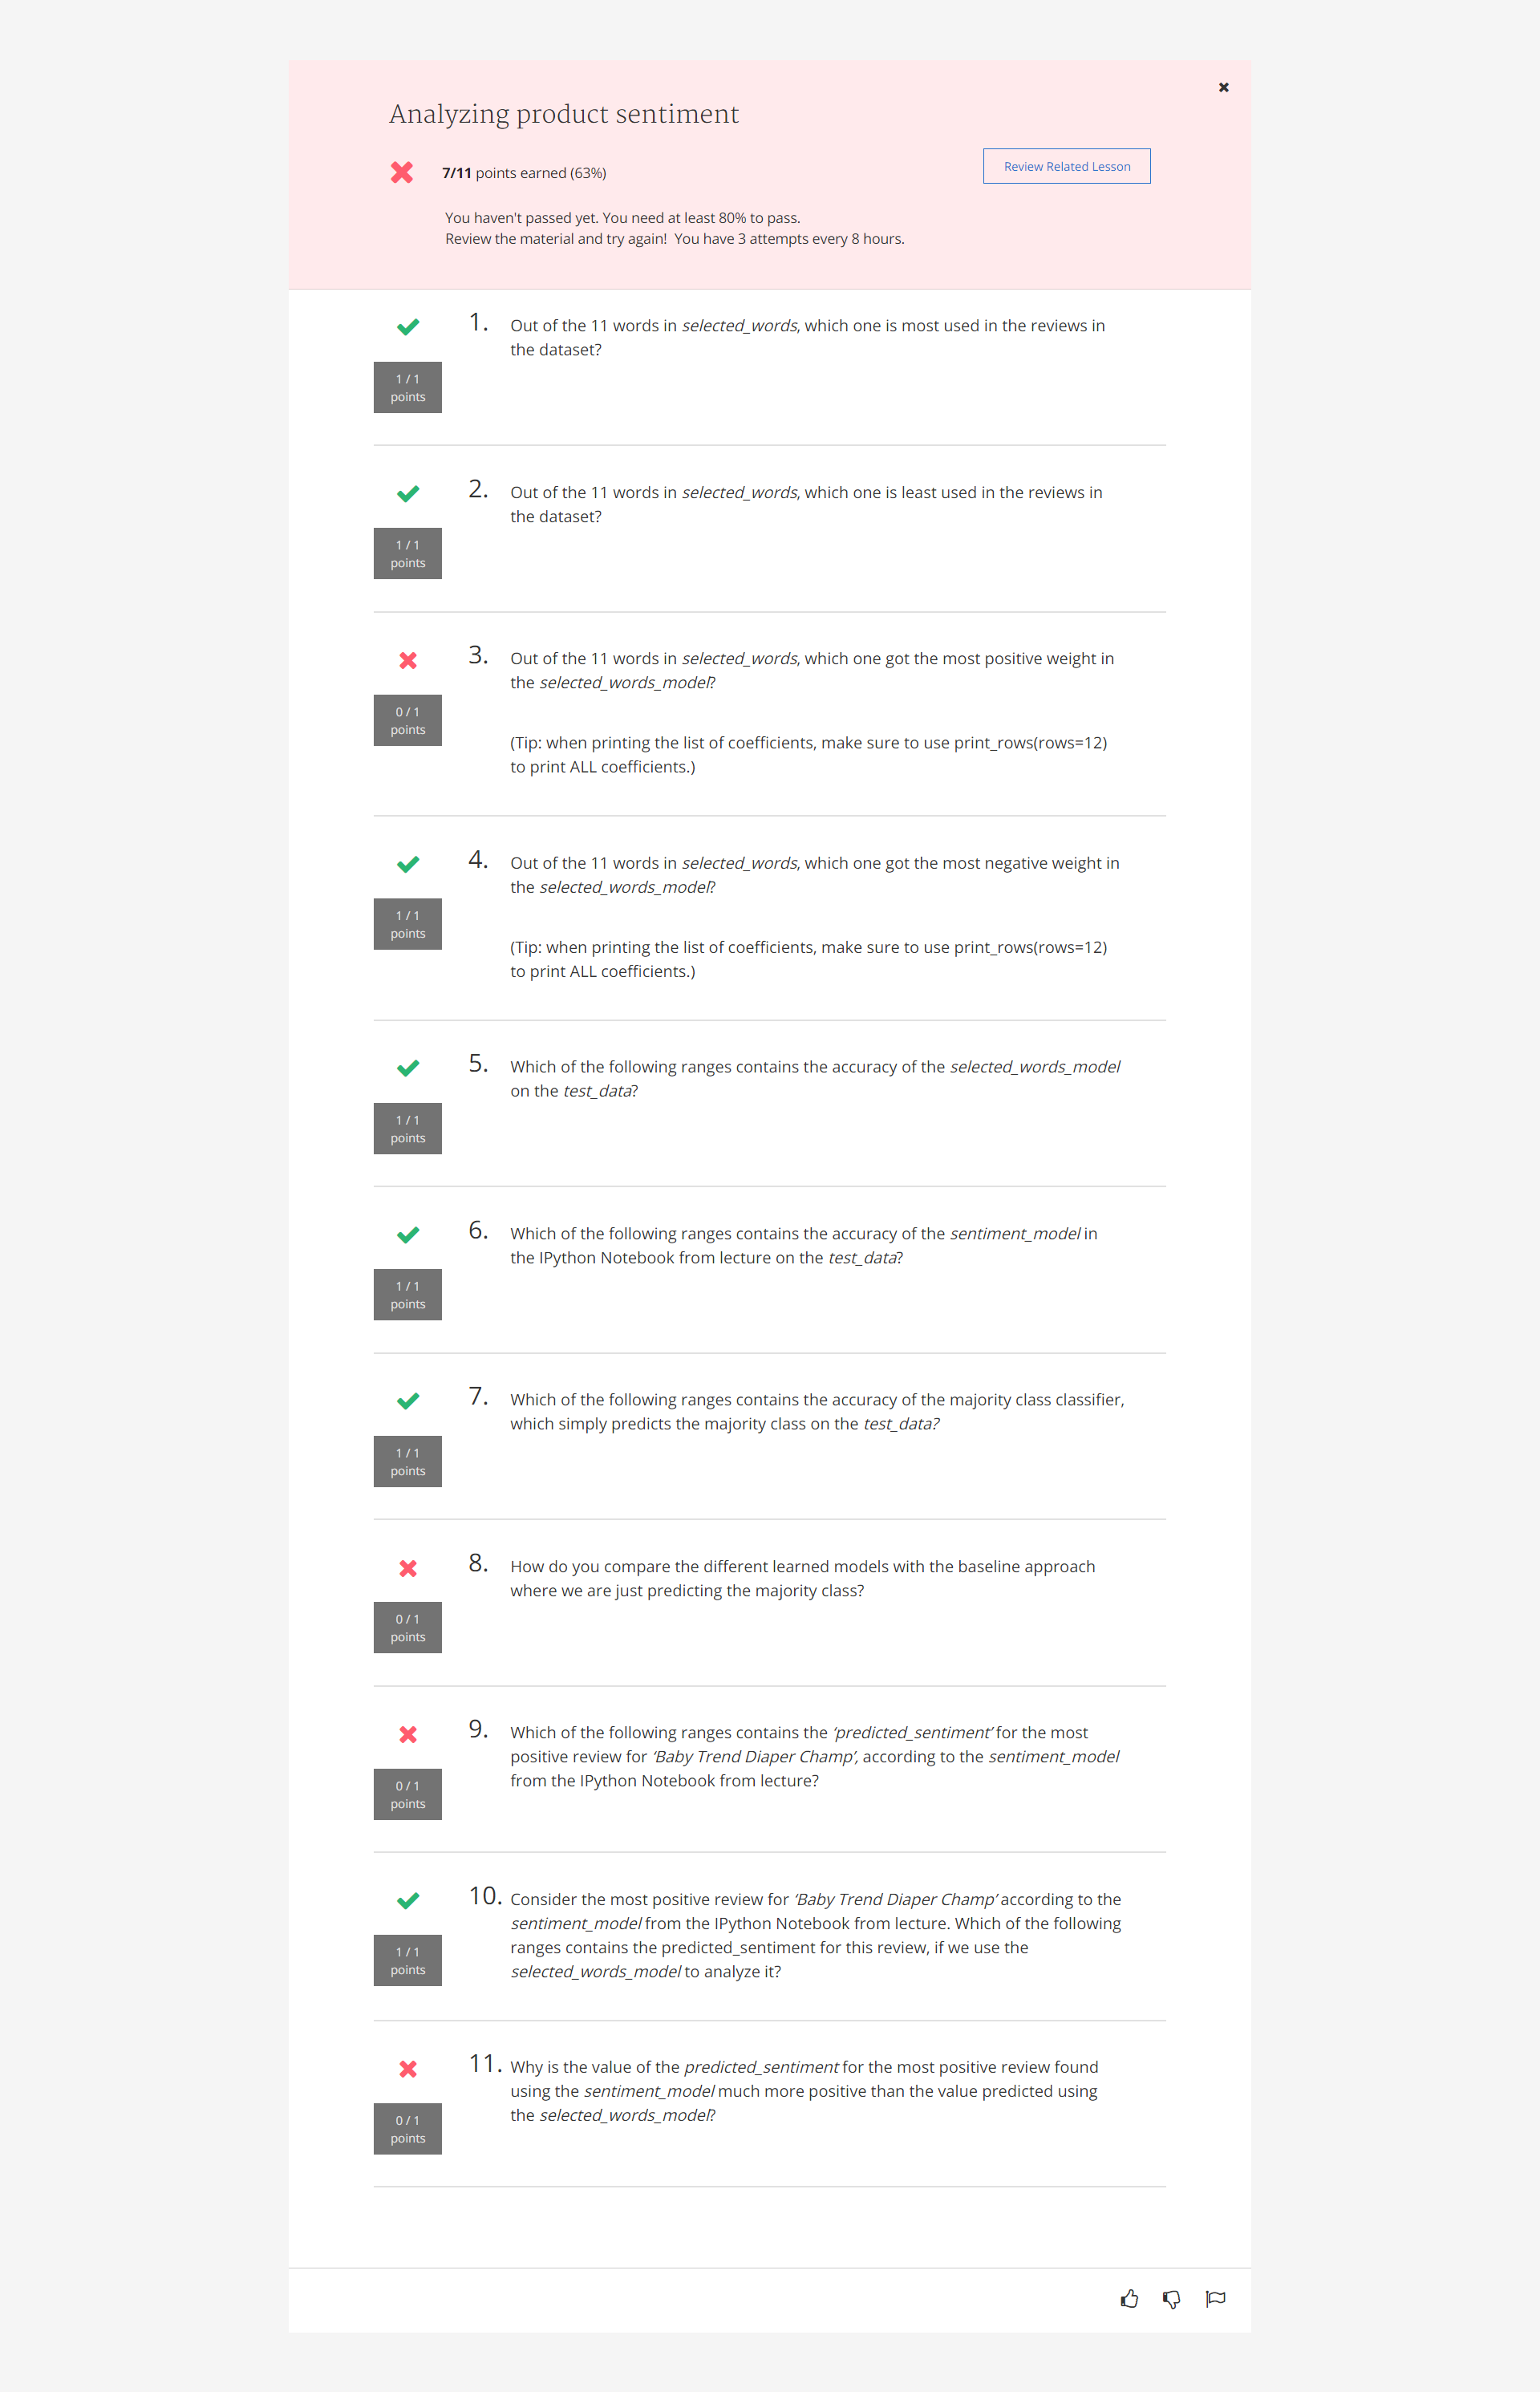 Analyzing product sentiment
7/11 points earned (63%)
Review Related Lesson
You haven't passed yet. You need at least 80% to pass.
Review the material and try again! You have 3 attempts every 8 hours.
1. Out of the 11 words in selected_words, which one is most used in the reviews in
the dataset?
1 / 1
points
2. Out of the 11 words in selected_words, which one is least used in the reviews in
the dataset?
1 / 1
points
3. Out of the 11 words in selected_words, which one got the most positive weight in
the selected_words_model?
0 / 1
points
(Tip: when printing the list of coefficients, make sure to use print_rows(rows=12)
to print ALL coefficients.)
4. Out of the 11 words in selected_words, which one got the most negative weight in
the selected_words_model?
1 / 1
points
(Tip: when printing the list of coefficients, make sure to use print_rows(rows=12)
to print ALL coefficients.)
5. Which of the following ranges contains the accuracy of the selected_words_model
on the test_data?
1 / 1
points
6. Which of the following ranges contains the accuracy of the sentiment_model in
the IPython Notebook from lecture on the test_data?
1 / 1
points
7. Which of the following ranges contains the accuracy of the majority class classifier,
which simply predicts the majority class on the test_data?
1 / 1
points
8. How do you compare the different learned models with the baseline approach
where we are just predicting the majority class?
0 / 1
points
9. Which of the following ranges contains the ‘predicted_sentiment’ for the most
positive review for ‘Baby Trend Diaper Champ’, according to the sentiment_model
from the IPython Notebook from lecture?
0 / 1
points
10. Consider the most positive review for ‘Baby Trend Diaper Champ’ according to the
sentiment_model from the IPython Notebook from lecture. Which of the following
ranges contains the predicted_sentiment for this review, if we use the
selected_words_model to analyze it?
1 / 1
points
11. Why is the value of the predicted_sentiment for the most positive review found
using the sentiment_model much more positive than the value predicted using
the selected_words_model?
0 / 1
points